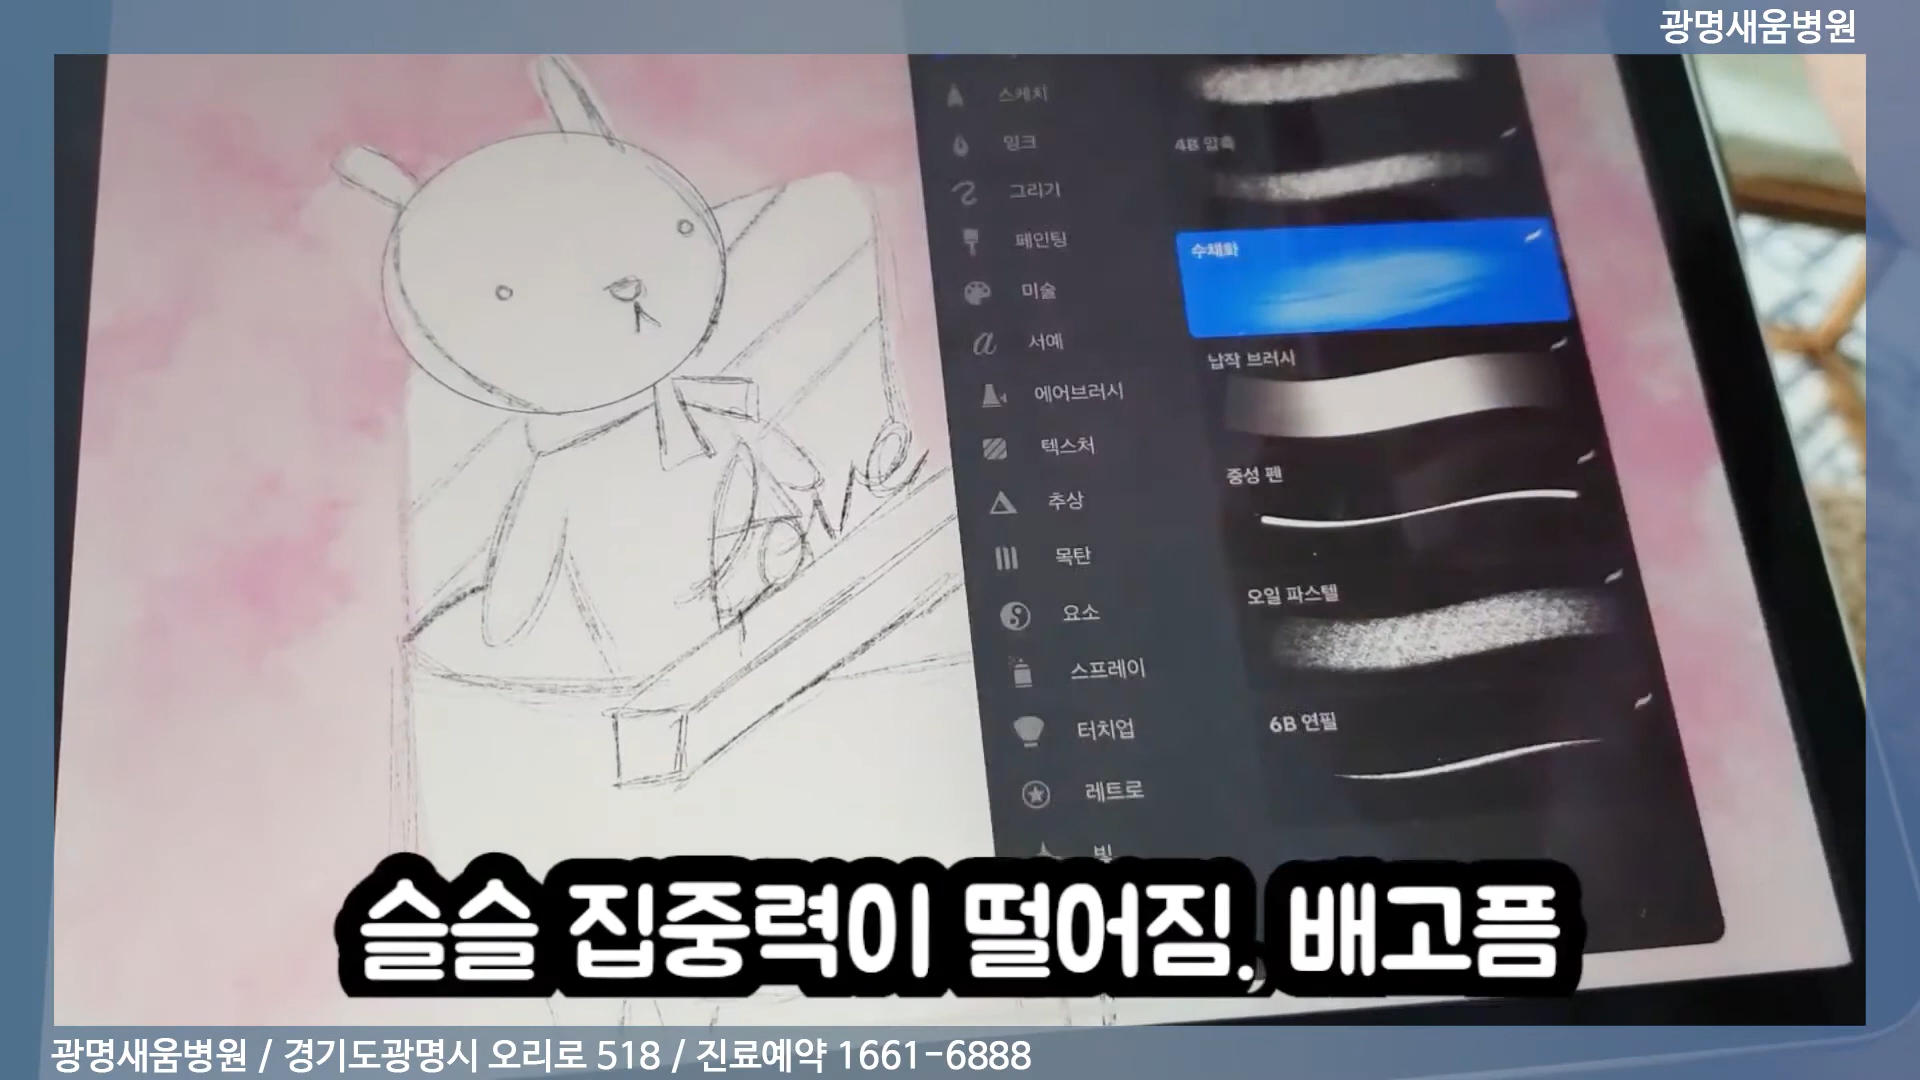 광명새움병원
스케치
잉크
그리기
페인팅
미술
서예
에어브러시
텍스처
추상
목탄
요소
스프레이
터치업
레트로
빛
4B 압축
수채화
납작 브러시
중성 펜
오일 파스텔
6B 연필
Love
슬슬 집중력이 떨어짐, 배고픔
광명새움병원 / 경기도광명시 오리로 518 / 진료예약 1661-6888